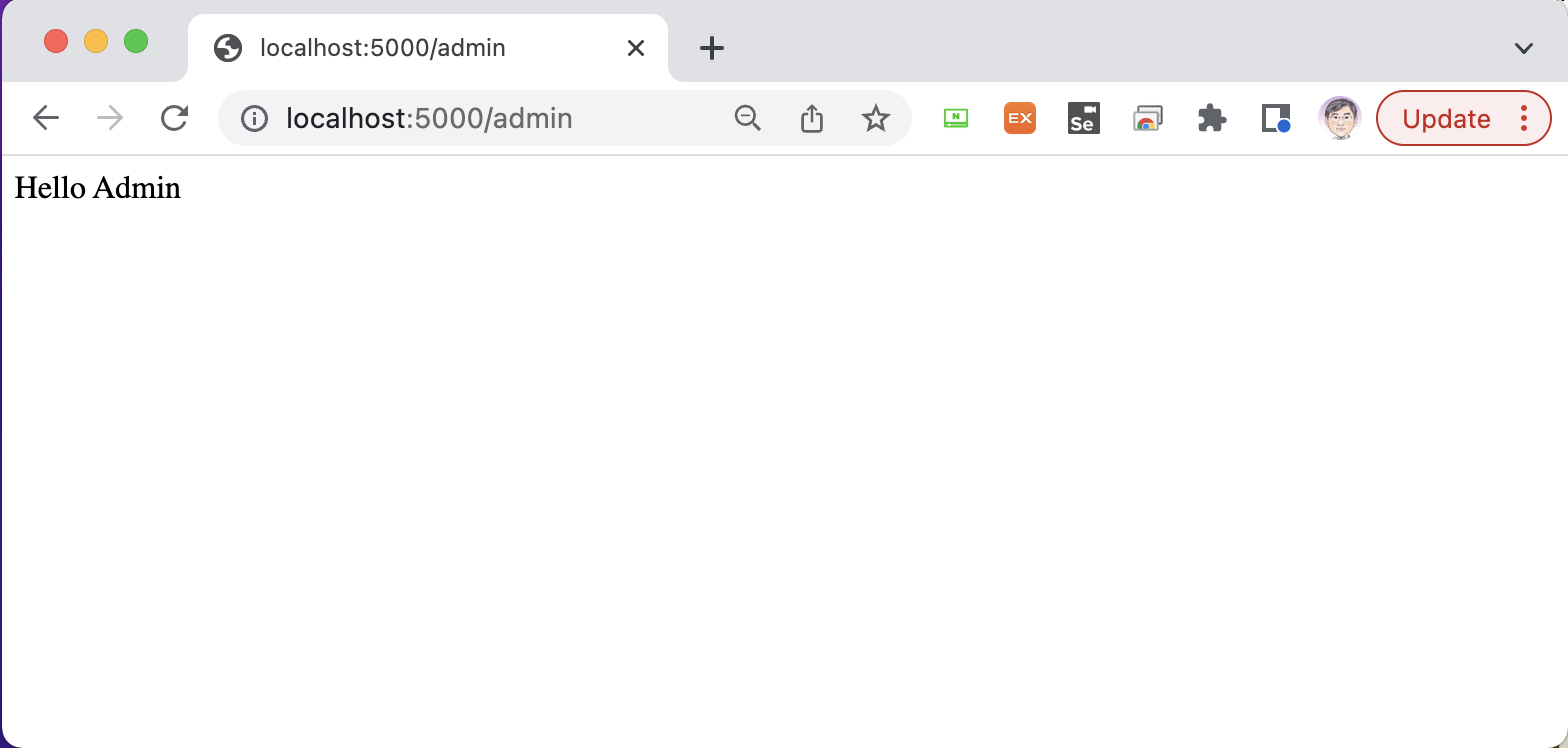 localhost:5000/admin
localhost:5000/admin
N
EX
Se
Update
Hello Admin